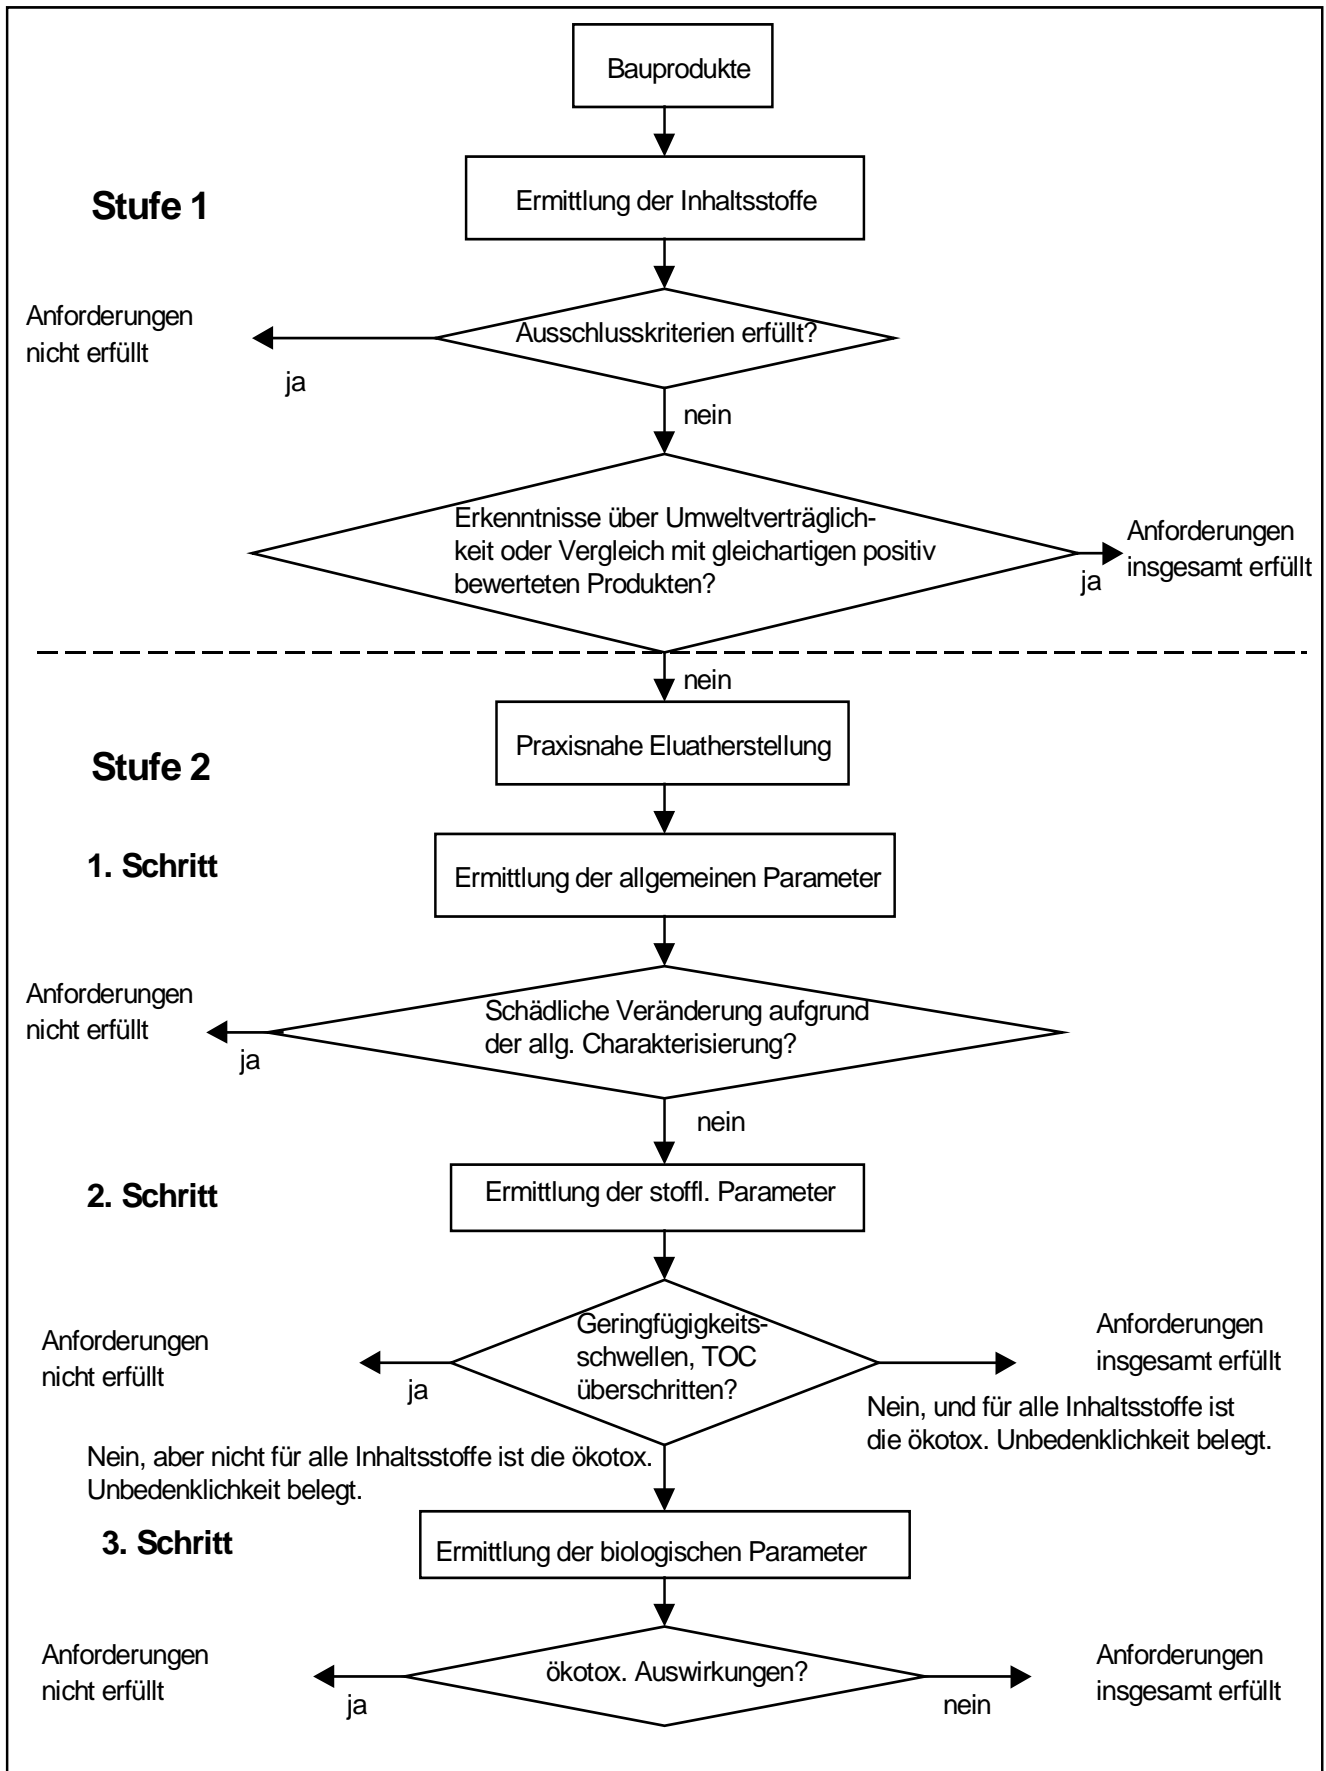 Bauprodukte
Stufe 1
Ermittlung der Inhaltsstoffe
Anforderungen
nicht erfüllt
Ausschlusskriterien erfüllt?
ja
nein
Erkenntnisse über Umweltverträglich-
keit oder Vergleich mit gleichartigen positiv
bewerteten Produkten?
Anforderungen
insgesamt erfüllt
ja
nein
Stufe 2
Praxisnahe Eluatherstellung
1. Schritt
Ermittlung der allgemeinen Parameter
Anforderungen
nicht erfüllt
Schädliche Veränderung aufgrund
der allg. Charakterisierung?
ja
nein
2. Schritt
Ermittlung der stoffl. Parameter
Anforderungen
nicht erfüllt
Geringfügigkeits-
schwellen, TOC
überschritten?
Anforderungen
insgesamt erfüllt
ja
Nein, und für alle Inhaltsstoffe ist
die ökotox. Unbedenklichkeit belegt.
Nein, aber nicht für alle Inhaltsstoffe ist die ökotox.
Unbedenklichkeit belegt.
3. Schritt
Ermittlung der biologischen Parameter
Anforderungen
nicht erfüllt
ökotox. Auswirkungen?
Anforderungen
insgesamt erfüllt
ja
nein